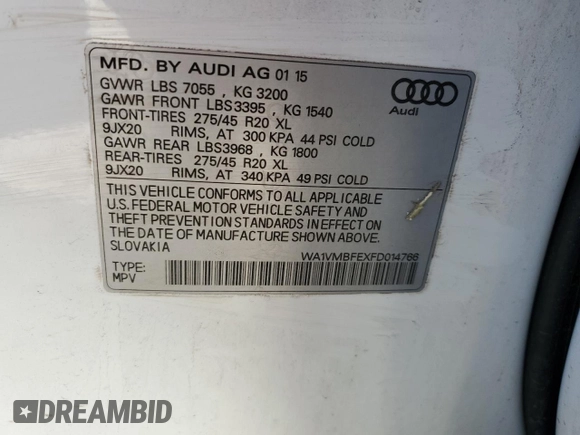 MFD. BY AUDI AG 01 15
GVWR LBS 7055 , KG 3200
GAWR FRONT LBS3395 , KG 1540
FRONT-TIRES 275/45 R20 XL
9JX20 RIMS, AT 300 KPA 44 PSI COLD
GAWR REAR LBS3968 , KG 1800
REAR-TIRES 275/45 R20 XL
9JX20 RIMS, AT 340 KPA 49 PSI COLD
THIS VEHICLE CONFORMS TO ALL APPLICABLE
U.S. FEDERAL MOTOR VEHICLE SAFETY AND
THEFT PREVENTION STANDARDS IN EFFECT ON
THE DATE OF MANUFACTURE SHOWN ABOVE.
SLOVAKIA
WA1VMBFEXFD014766
TYPE:
MPV
Audi
DREAMBID